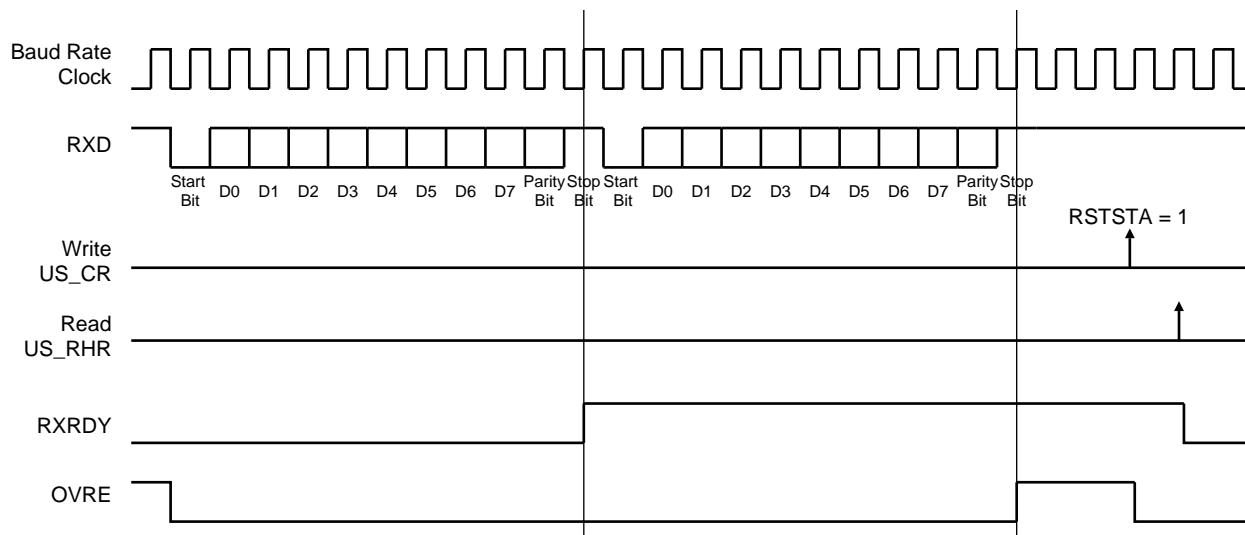 Baud Rate
Clock
RXD
Start
Bit
D0
D1
D2
D3
D4
D5
D6
D7
Parity
Bit
Stop
Bit
Start
Bit
D0
D1
D2
D3
D4
D5
D6
D7
Parity
Bit
Stop
Bit
RSTSTA = 1
Write
US_CR
Read
US_RHR
RXRDY
OVRE